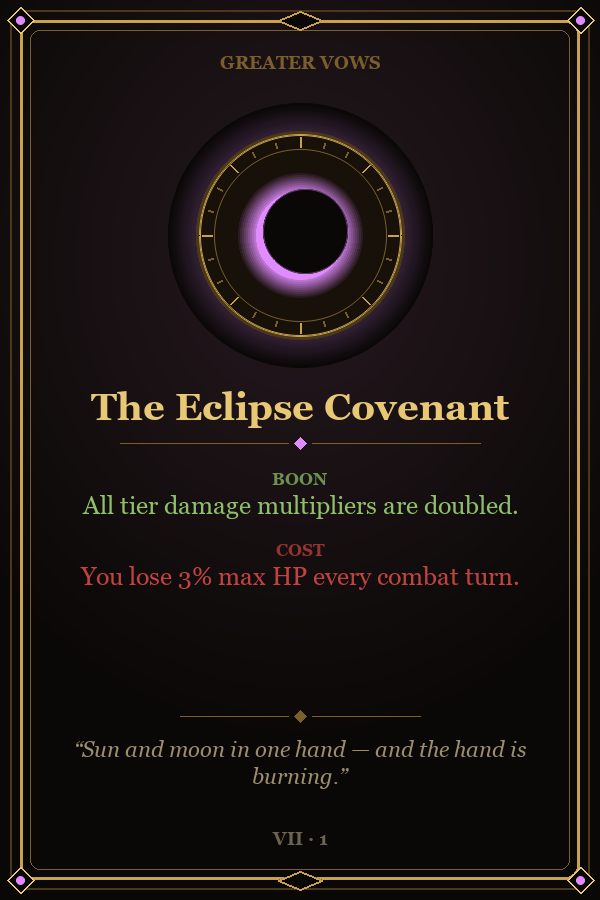 GREATER VOWS
The Eclipse Covenant
BOON
All tier damage multipliers are doubled.
COST
You lose 3% max HP every combat turn.
“Sun and moon in one hand — and the hand is
burning.”
VII · 1